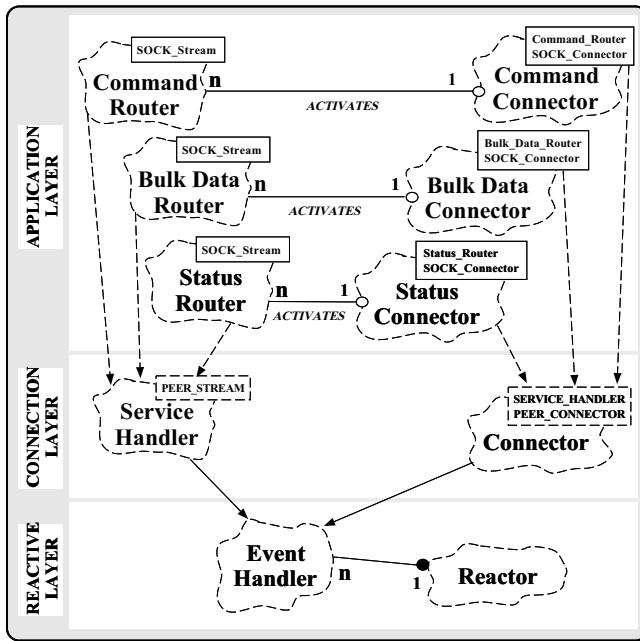 APPLICATION
LAYER
SOCK_Stream
Command
Router
n
1
ACTIVATES
Command_Router
SOCK_Connector
Command
Connector
SOCK_Stream
Bulk Data
Router
n
1
ACTIVATES
Bulk_Data_Router
SOCK_Connector
Bulk Data
Connector
SOCK_Stream
Status
Router
n
1
ACTIVATES
Status_Router
SOCK_Connector
Status
Connector
CONNECTION
LAYER
PEER_STREAM
Service
Handler
SERVICE_HANDLER
PEER_CONNECTOR
Connector
REACTIVE
LAYER
Event
Handler
n
1
Reactor